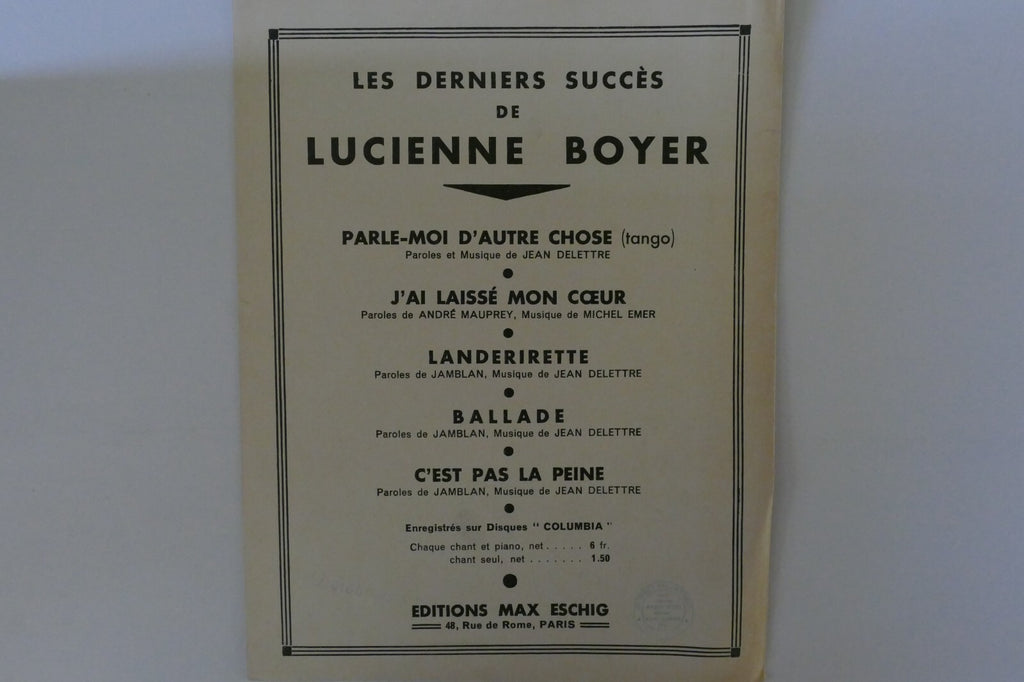 LES DERNIERS SUCCÈS
DE
LUCIENNE BOYER
PARLE-MOI D'AUTRE CHOSE (tango)
Paroles et Musique de JEAN DELETTRE
J'AI LAISSÉ MON CŒUR
Paroles de ANDRÉ MAUPREY, Musique de MICHEL EMER
LANDERIRETTE
Paroles de JAMBLAN, Musique de JEAN DELETTRE
BALLADE
Paroles de JAMBLAN, Musique de JEAN DELETTRE
C'EST PAS LA PEINE
Paroles de JAMBLAN, Musique de JEAN DELETTRE
Enregistrés sur Disques " COLUMBIA "
Chaque chant et piano, net . . . . . 6 fr.
chant seul, net . . . . . . . 1.50
EDITIONS MAX ESCHIG
48, Rue de Rome, PARIS